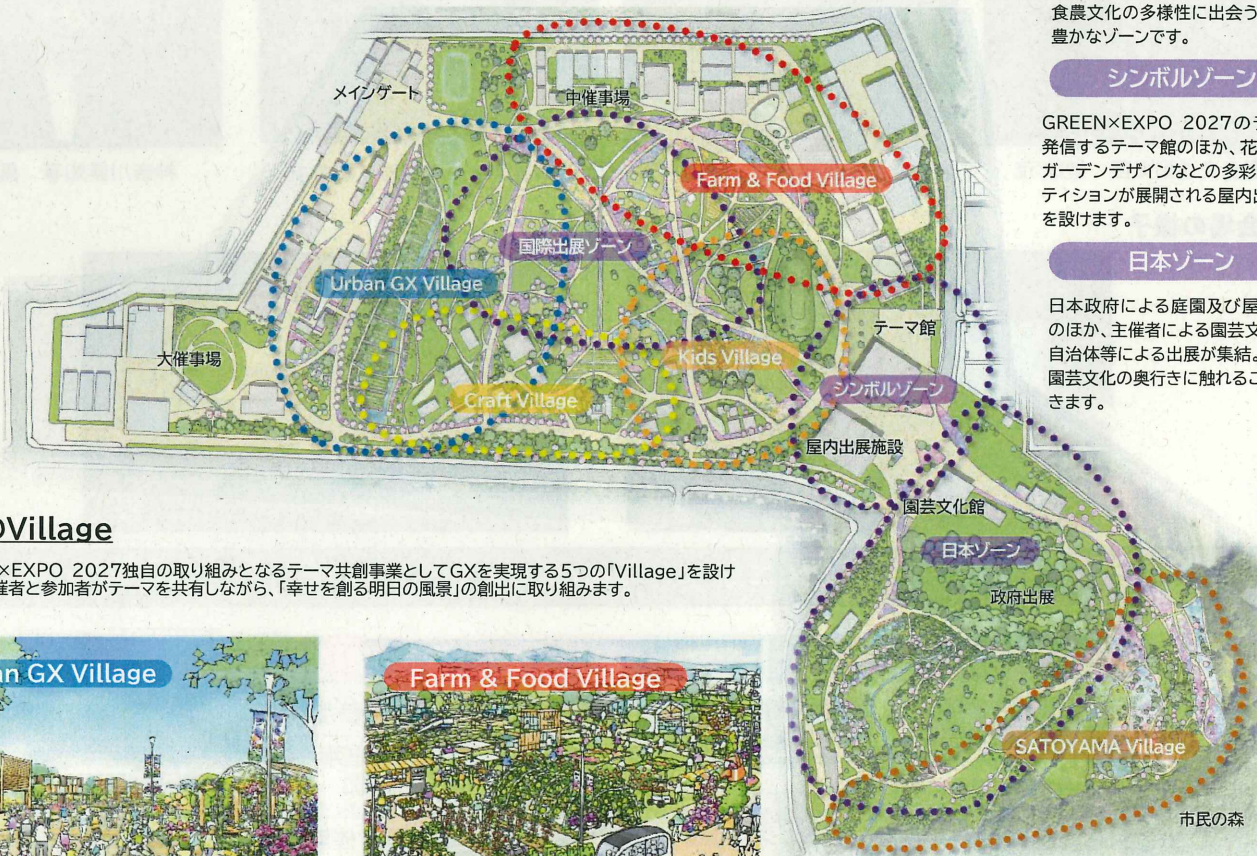 食農文化の多様性に出会う
豊かなゾーンです。
シンボルゾーン
GREEN×EXPO 2027の
発信するテーマ館のほか、花
ガーデンデザインなどの多彩
ティションが展開される屋内
を設けます。
日本ゾーン
日本政府による庭園及び屋
のほか、主催者による園芸文
自治体等による出展が集結。
園芸文化の奥行きに触れるこ
きます。
メインゲート
中催事場
Farm & Food Village
国際出展ゾーン
Urban GX Village
テーマ館
大催事場
Kids Village
シンボルゾーン
Craft Village
屋内出展施設
園芸文化館
日本ゾーン
政府出展
SATOYAMA Village
市民の森
Village
×EXPO 2027独自の取り組みとなるテーマ共創事業としてGXを実現する5つの「Village」を設け
催者と参加者がテーマを共有しながら、「幸せを創る明日の風景」の創出に取り組みます。
an GX Village
Farm & Food Village